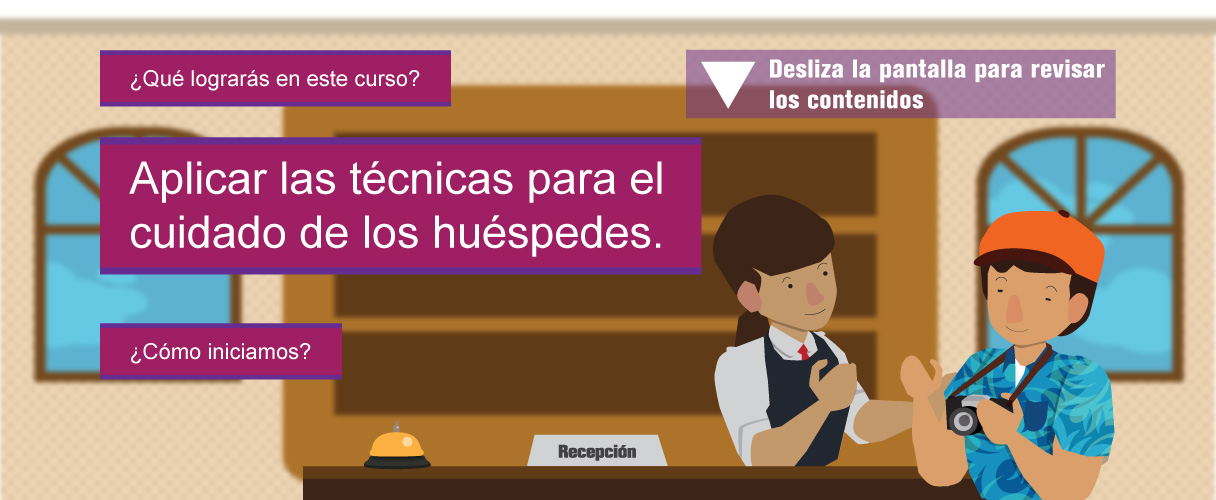 ¿Qué lograrás en este curso?
Desliza la pantalla para revisar
los contenidos
Aplicar las técnicas para el
cuidado de los huéspedes.
¿Cómo iniciamos?
Recepción